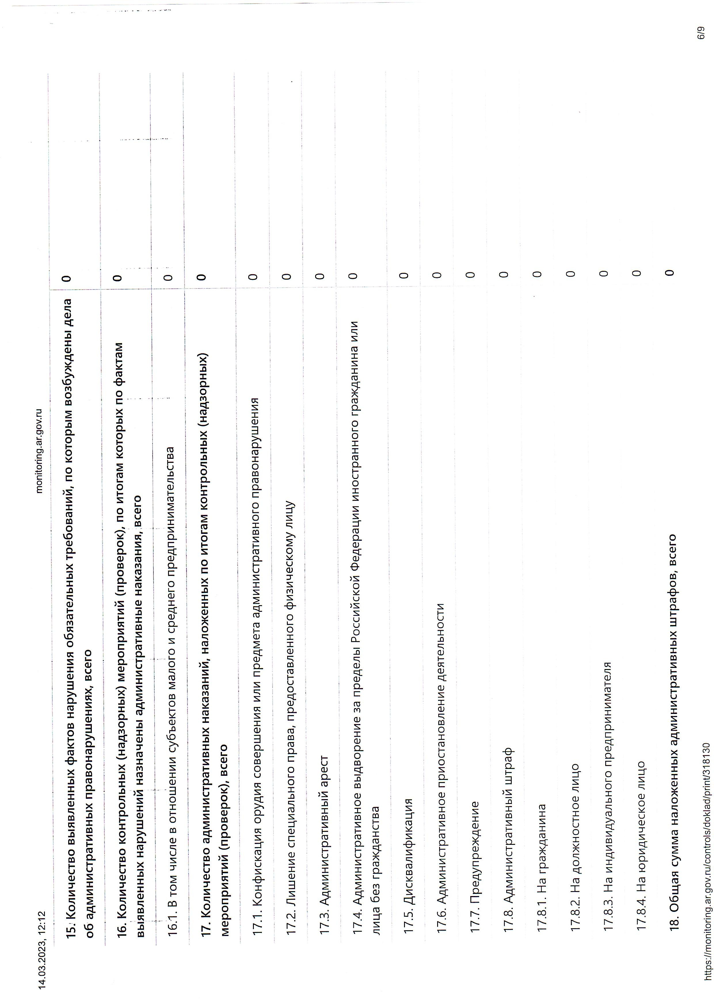 14.03.2023, 12:12
monitoring.ar.gov.ru
15. Количество выявленных фактов нарушения обязательных требований, по которым возбуждены дела
об административных правонарушениях, всего
0
16. Количество контрольных (надзорных) мероприятий (проверок), по итогам которых по фактам
выявленных нарушений назначены административные наказания, всего
0
16.1. В том числе в отношении субъектов малого и среднего предпринимательства
0
17. Количество административных наказаний, наложенных по итогам контрольных (надзорных)
мероприятий (проверок), всего
0
17.1. Конфискация орудия совершения или предмета административного правонарушения
0
17.2. Лишение специального права, предоставленного физическому лицу
0
17.3. Административный арест
0
17.4. Административное выдворение за пределы Российской Федерации иностранного гражданина или
лица без гражданства
0
17.5. Дисквалификация
0
17.6. Административное приостановление деятельности
0
17.7. Предупреждение
0
17.8. Административный штраф
0
17.8.1. На гражданина
0
17.8.2. На должностное лицо
0
17.8.3. На индивидуального предпринимателя
0
17.8.4. На юридическое лицо
0
18. Общая сумма наложенных административных штрафов, всего
0
https://monitoring.ar.gov.ru/controls/doklad/print/318130
6/9